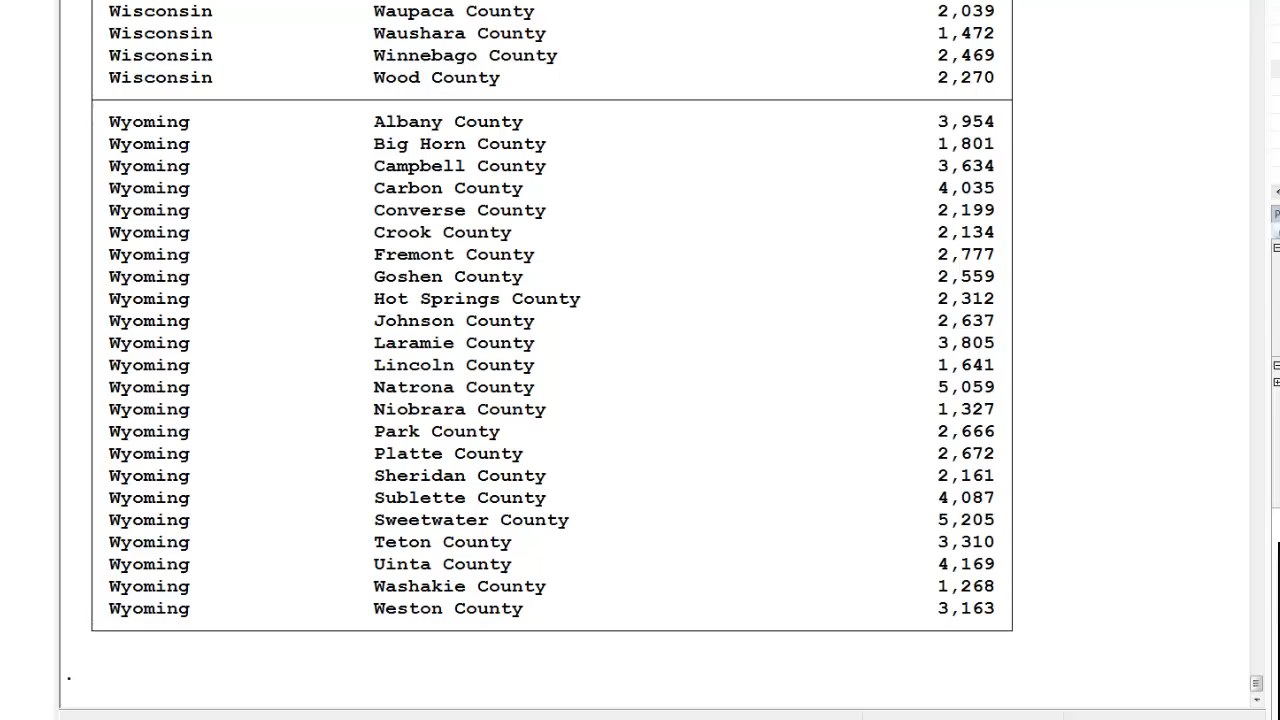 Wisconsin Waupaca County 2,039
Wisconsin Waushara County 1,472
Wisconsin Winnebago County 2,469
Wisconsin Wood County 2,270
Wyoming Albany County 3,954
Wyoming Big Horn County 1,801
Wyoming Campbell County 3,634
Wyoming Carbon County 4,035
Wyoming Converse County 2,199
Wyoming Crook County 2,134
Wyoming Fremont County 2,777
Wyoming Goshen County 2,559
Wyoming Hot Springs County 2,312
Wyoming Johnson County 2,637
Wyoming Laramie County 3,805
Wyoming Lincoln County 1,641
Wyoming Natrona County 5,059
Wyoming Niobrara County 1,327
Wyoming Park County 2,666
Wyoming Platte County 2,672
Wyoming Sheridan County 2,161
Wyoming Sublette County 4,087
Wyoming Sweetwater County 5,205
Wyoming Teton County 3,310
Wyoming Uinta County 4,169
Wyoming Washakie County 1,268
Wyoming Weston County 3,163
.